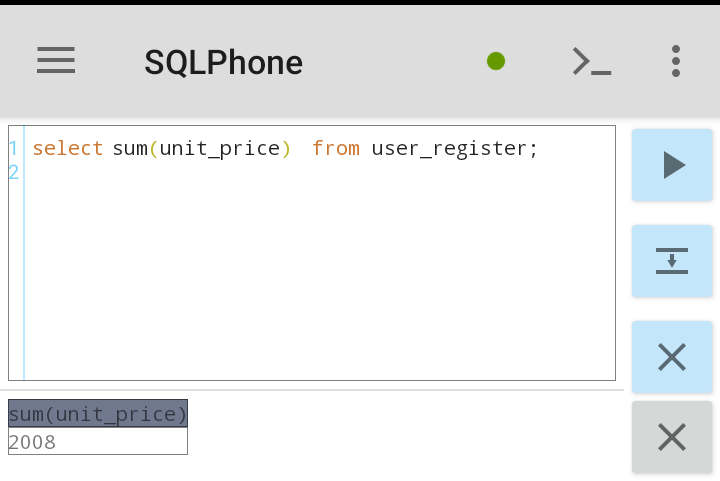 SQLPhone
>_
1 select sum(unit_price) from user_register;
2
sum(unit_price)
2008